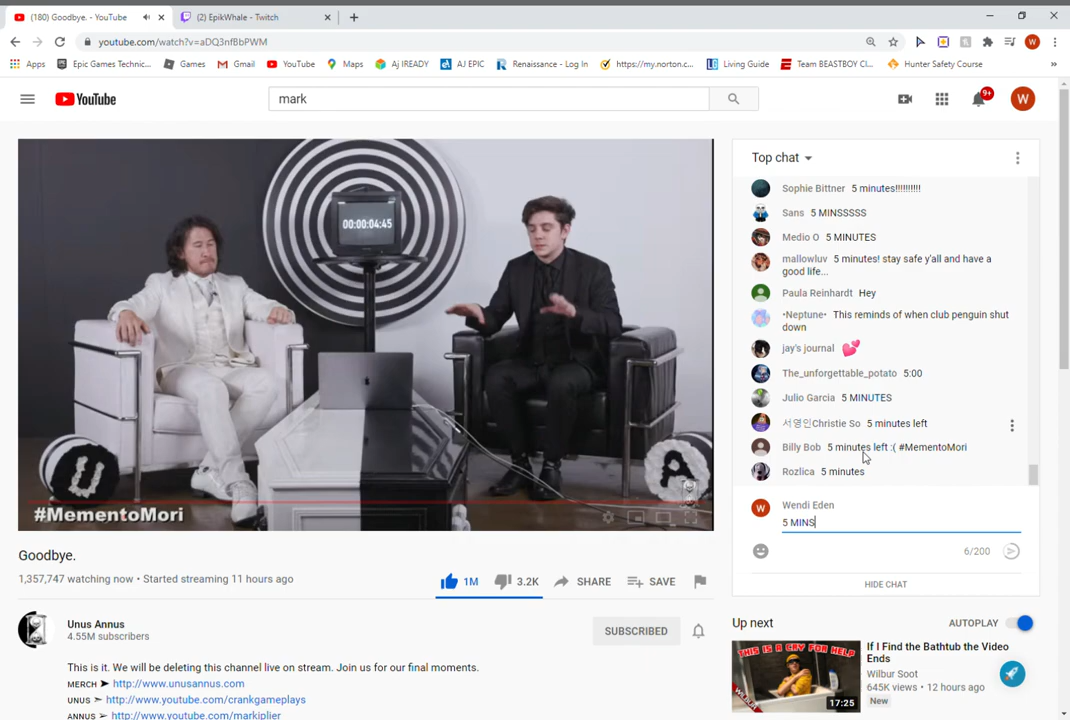 (180) Goodbye. - YouTube
(2) EpikWhale - Twitch
youtube.com/watch?v=aDQ3nfBbPWM
W
Apps
Epic Games Technic...
Games
Gmail
YouTube
Maps
Aj IREADY
AJ EPIC
Renaissance - Log In
https://my.norton.c...
Living Guide
Team BEASTBOY Cl...
Hunter Safety Course
»
YouTube
mark
9+
W
00:00:04:45
U
A
#MementoMori
Top chat
Sophie Bittner 5 minutes!!!!!!!!!!
Sans 5 MINSSSSS
Medio O 5 MINUTES
mallowluv 5 minutes! stay safe y'all and have a
good life...
Paula Reinhardt Hey
•Neptune• This reminds of when club penguin shut
down
jay's journal 💕
The_unforgettable_potato 5:00
Julio Garcia 5 MINUTES
서영인Christie So 5 minutes left
Billy Bob 5 minutes left :( #MementoMori
Rozlica 5 minutes
W
Wendi Eden
5 MINS
6/200
HIDE CHAT
Goodbye.
1,357,747 watching now • Started streaming 11 hours ago
1M
3.2K
SHARE
SAVE
Unus Annus
4.55M subscribers
SUBSCRIBED
This is it. We will be deleting this channel live on stream. Join us for our final moments.
MERCH ➤ http://www.unusannus.com
UNUS ➣ http://www.youtube.com/crankgameplays
ANNUS ➢ http://www.youtube.com/markiplier
Up next
AUTOPLAY
THIS IS A CRY FOR HELP
17:25
If I Find the Bathtub the Video
Ends
Wilbur Soot
645K views • 12 hours ago
New